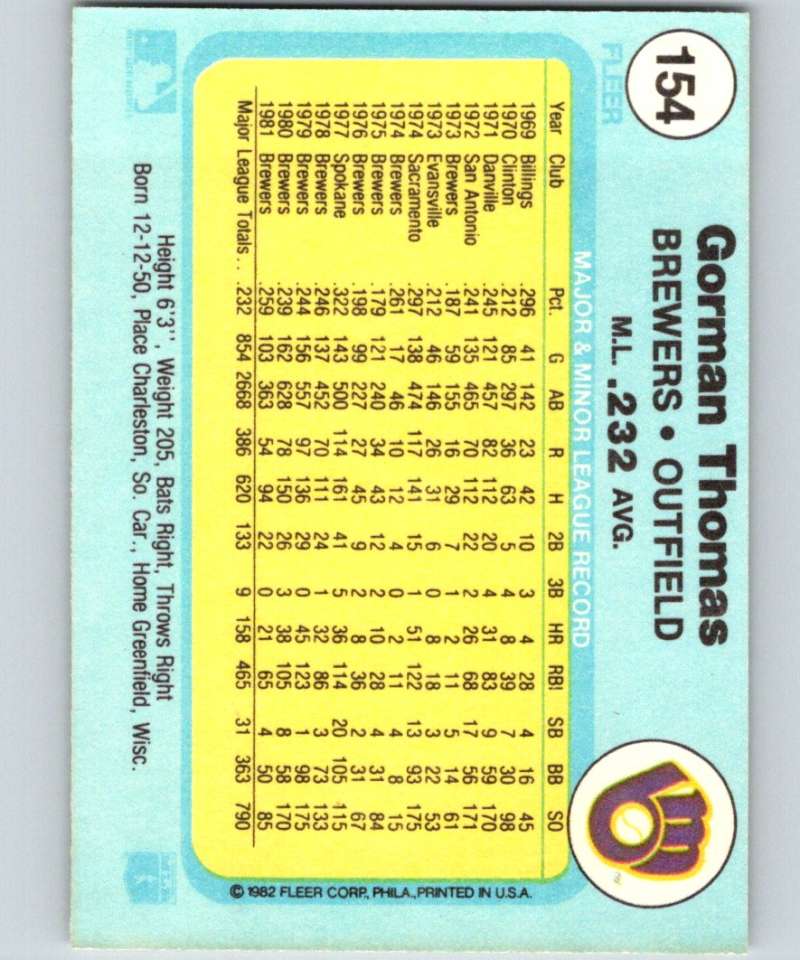 154
FLEER
Gorman Thomas
BREWERS • OUTFIELD
M.L. .232 AVG.
MAJOR & MINOR LEAGUE RECORD
Year Club Pct. G AB R H 2B 3B HR RBI SB BB SO
1969 Billings .296 41 142 23 42 10 3 4 28 4 16 45
1970 Clinton .212 85 297 36 63 5 4 8 39 7 30 98
1971 Danville .245 121 457 82 112 20 4 31 83 9 59 170
1972 San Antonio .241 135 465 70 112 22 2 26 68 17 56 171
1973 Brewers .187 59 155 16 29 7 1 2 11 5 14 61
1973 Evansville .212 46 146 26 31 6 0 8 18 3 22 53
1974 Sacramento .297 138 474 117 141 15 1 51 122 13 93 175
1974 Brewers .261 17 46 10 12 4 0 2 11 4 8 15
1975 Brewers .179 121 240 34 43 12 2 10 28 4 31 84
1976 Brewers .198 99 227 27 45 9 2 8 36 2 31 67
1977 Spokane .322 143 500 114 161 41 5 36 114 20 105 115
1978 Brewers .246 137 452 70 111 24 1 32 86 3 73 133
1979 Brewers .244 156 557 97 136 29 0 45 123 1 98 175
1980 Brewers .239 162 628 78 150 26 3 38 105 8 58 170
1981 Brewers .259 103 363 54 94 22 0 21 65 4 50 85
Major League Totals . . .232 854 2668 386 620 133 9 158 465 31 363 790
© 1982 FLEER CORP., PHILA., PRINTED IN U.S.A.
Height 6'3'', Weight 205, Bats Right, Throws Right
Born 12-12-50, Place Charleston, So. Car., Home Greenfield, Wisc.